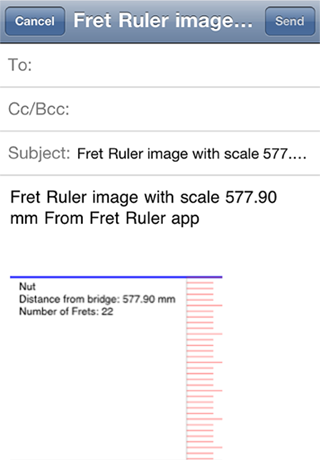 Cancel Fret Ruler image... Send
To:
Cc/Bcc:
Subject: Fret Ruler image with scale 577....
Fret Ruler image with scale 577.90
mm From Fret Ruler app
Nut
Distance from bridge: 577.90 mm
Number of Frets: 22